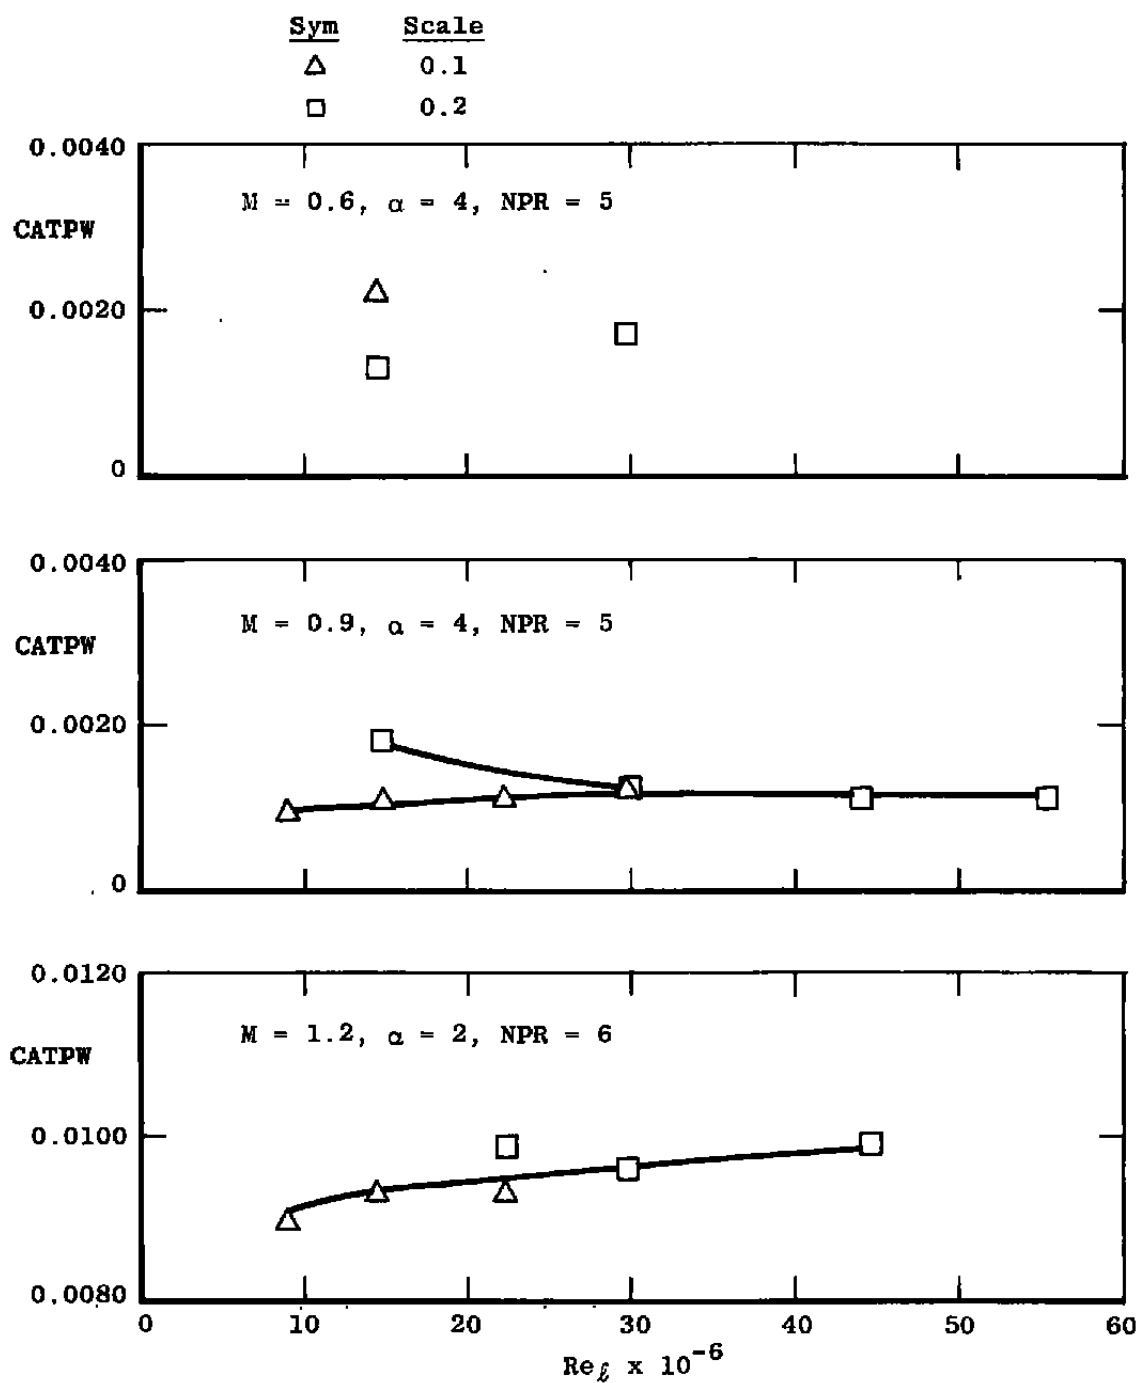 Sym Scale
△ 0.1
□ 0.2
0.0040
M = 0.6, α = 4, NPR = 5
CATPW
0.0020
0
0.0040
M = 0.9, α = 4, NPR = 5
CATPW
0.0020
0
0.0120
M = 1.2, α = 2, NPR = 6
CATPW
0.0100
0.0080
0 10 20 30 40 50 60
Reℓ x 10⁻⁶